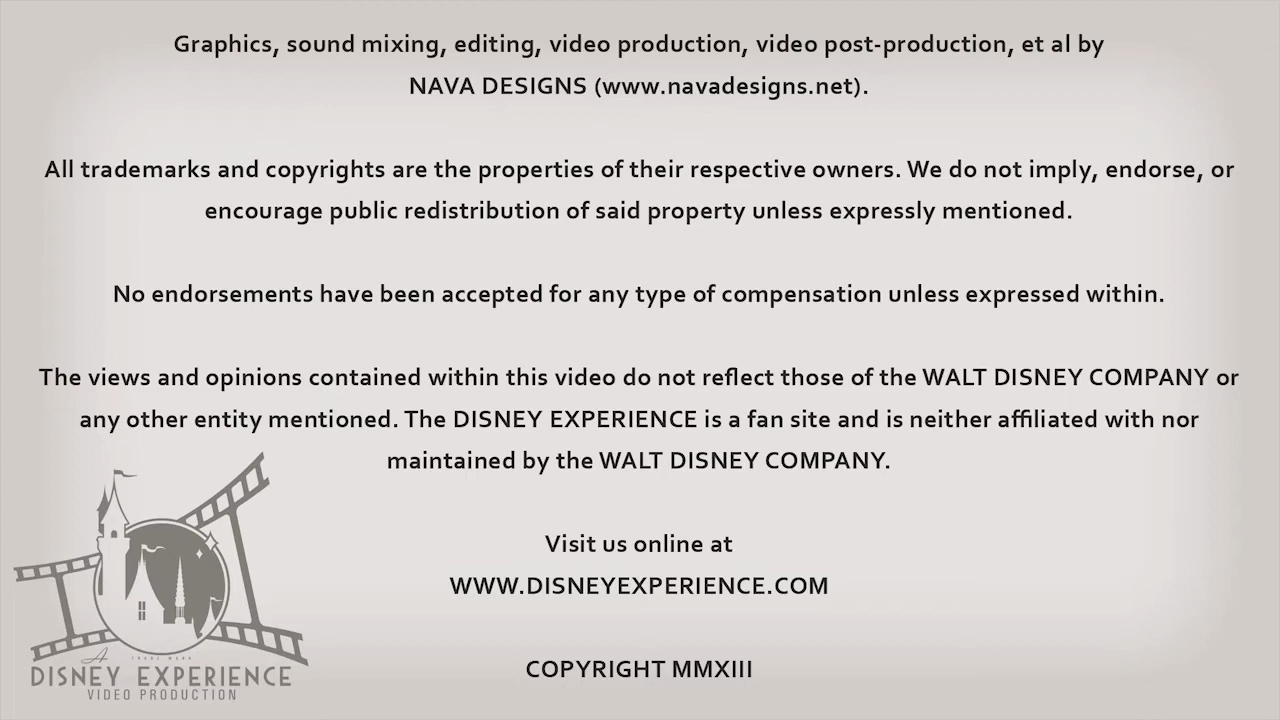 Graphics, sound mixing, editing, video production, video post-production, et al by
NAVA DESIGNS (www.navadesigns.net).
All trademarks and copyrights are the properties of their respective owners. We do not imply, endorse, or
encourage public redistribution of said property unless expressly mentioned.
No endorsements have been accepted for any type of compensation unless expressed within.
The views and opinions contained within this video do not reflect those of the WALT DISNEY COMPANY or
any other entity mentioned. The DISNEY EXPERIENCE is a fan site and is neither affiliated with nor
maintained by the WALT DISNEY COMPANY.
Visit us online at
WWW.DISNEYEXPERIENCE.COM
COPYRIGHT MMXIII
A
DISNEY EXPERIENCE
VIDEO PRODUCTION